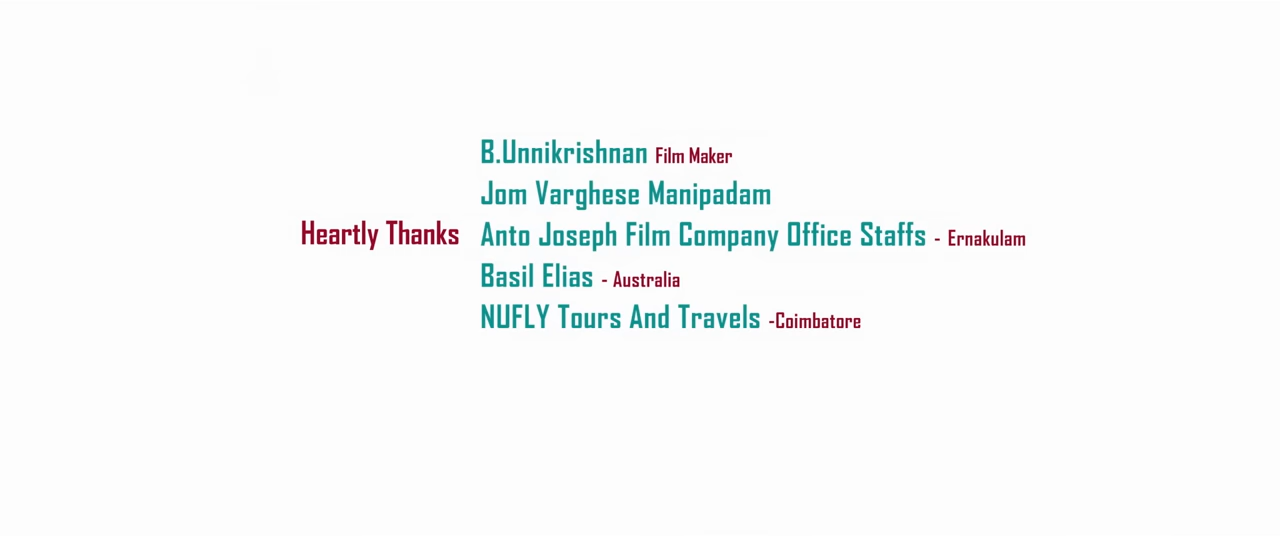 B.Unnikrishnan Film Maker
Jom Varghese Manipadam
Heartly Thanks Anto Joseph Film Company Office Staffs - Ernakulam
Basil Elias - Australia
NUFLY Tours And Travels -Coimbatore